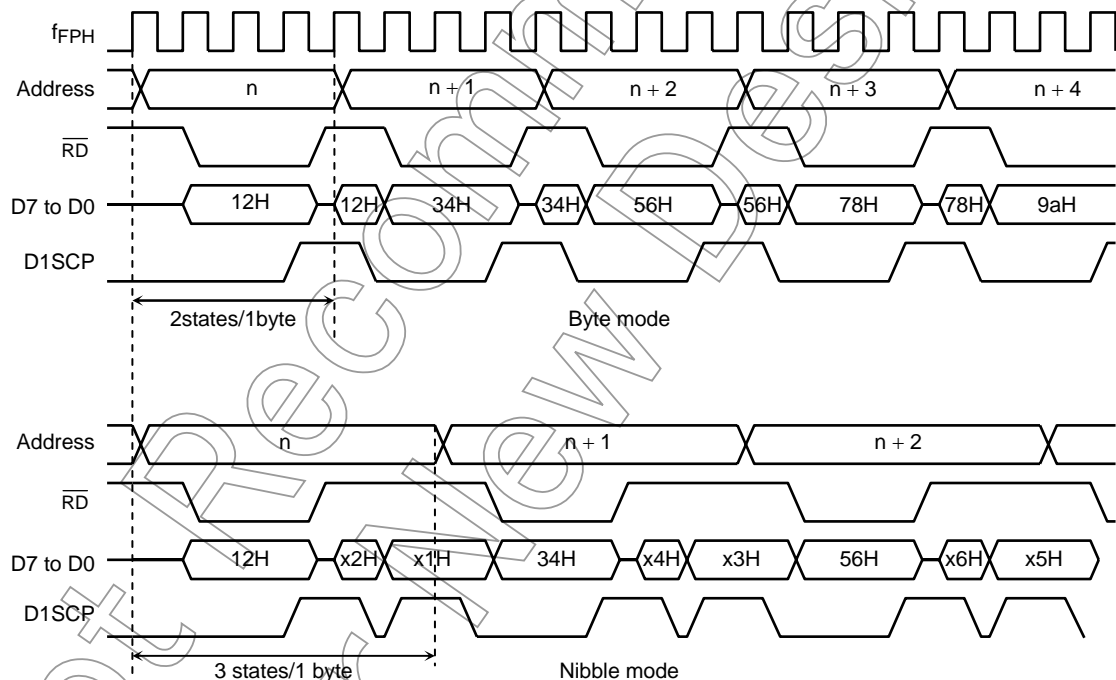 fFPH
Address n n + 1 n + 2 n + 3 n + 4
RD
D7 to D0 12H 12H 34H 34H 56H 56H 78H 78H 9aH
D1SCP
2states/1byte Byte mode
Address n n + 1 n + 2
RD
D7 to D0 12H x2H x1H 34H x4H x3H 56H x6H x5H
D1SCP
3 states/1 byte Nibble mode